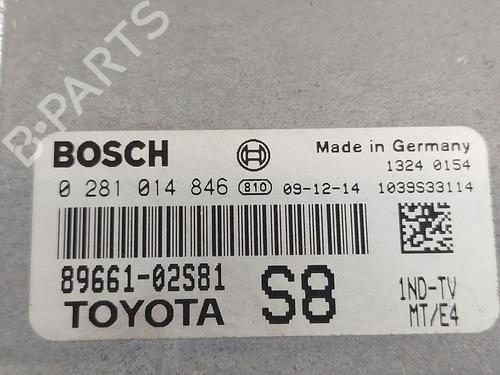 B-PARTS
BOSCH
Made in Germany
1324 0154
0 281 014 846 810 09-12-14 1039S33114
89661-02S81
S8
1ND-TV
TOYOTA
MT/E4